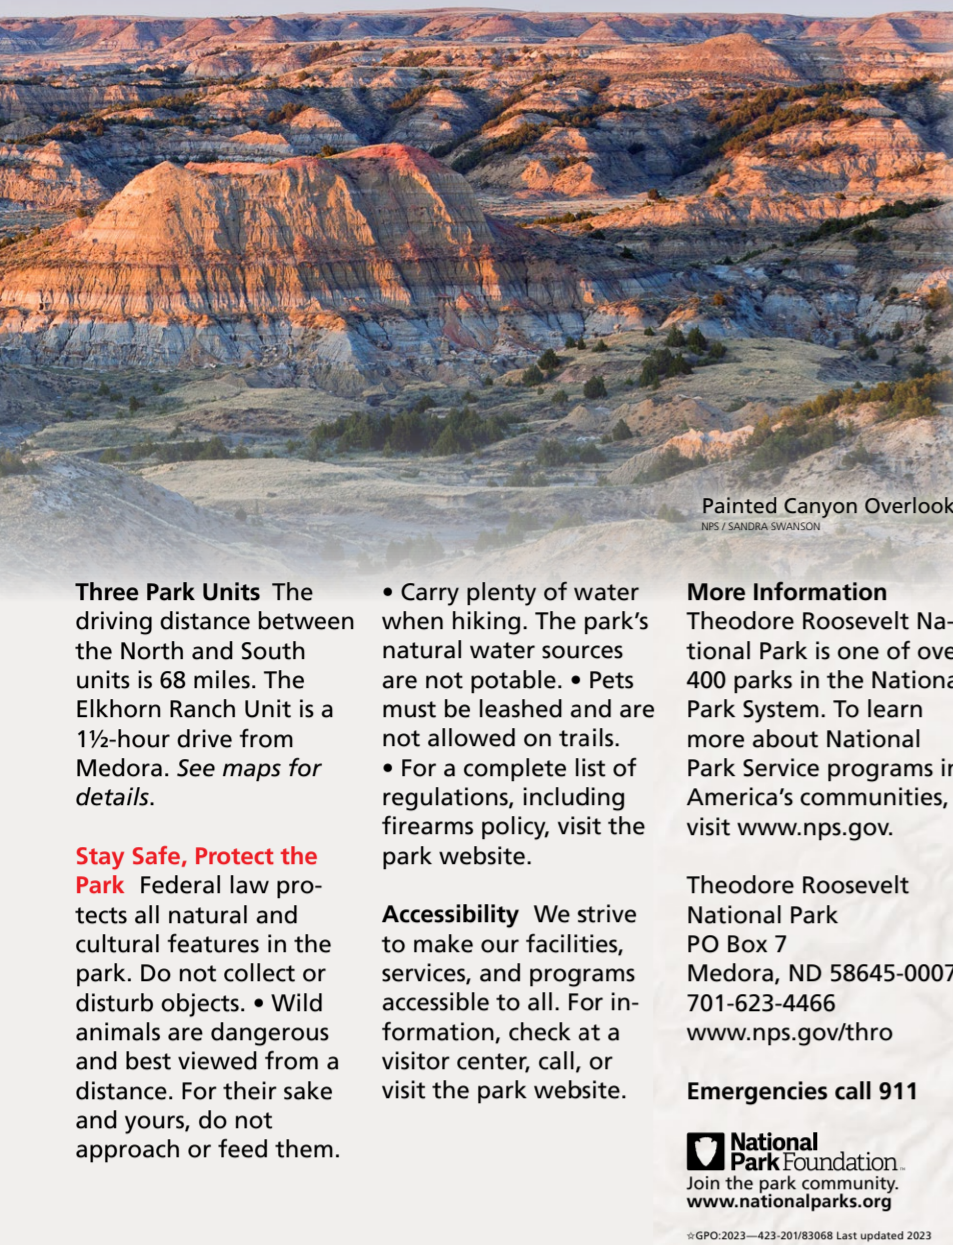 Painted Canyon Overlook
NPS / SANDRA SWANSON
Three Park Units The
driving distance between
the North and South
units is 68 miles. The
Elkhorn Ranch Unit is a
1½-hour drive from
Medora. See maps for
details.
Stay Safe, Protect the
Park Federal law pro-
tects all natural and
cultural features in the
park. Do not collect or
disturb objects. • Wild
animals are dangerous
and best viewed from a
distance. For their sake
and yours, do not
approach or feed them.
• Carry plenty of water
when hiking. The park’s
natural water sources
are not potable. • Pets
must be leashed and are
not allowed on trails.
• For a complete list of
regulations, including
firearms policy, visit the
park website.
Accessibility We strive
to make our facilities,
services, and programs
accessible to all. For in-
formation, check at a
visitor center, call, or
visit the park website.
More Information
Theodore Roosevelt Na-
tional Park is one of ove
400 parks in the Nationa
Park System. To learn
more about National
Park Service programs in
America’s communities,
visit www.nps.gov.
Theodore Roosevelt
National Park
PO Box 7
Medora, ND 58645-0007
701-623-4466
www.nps.gov/thro
Emergencies call 911
National
Park Foundation
Join the park community.
www.nationalparks.org
☆GPO:2023—423-201/83068 Last updated 2023